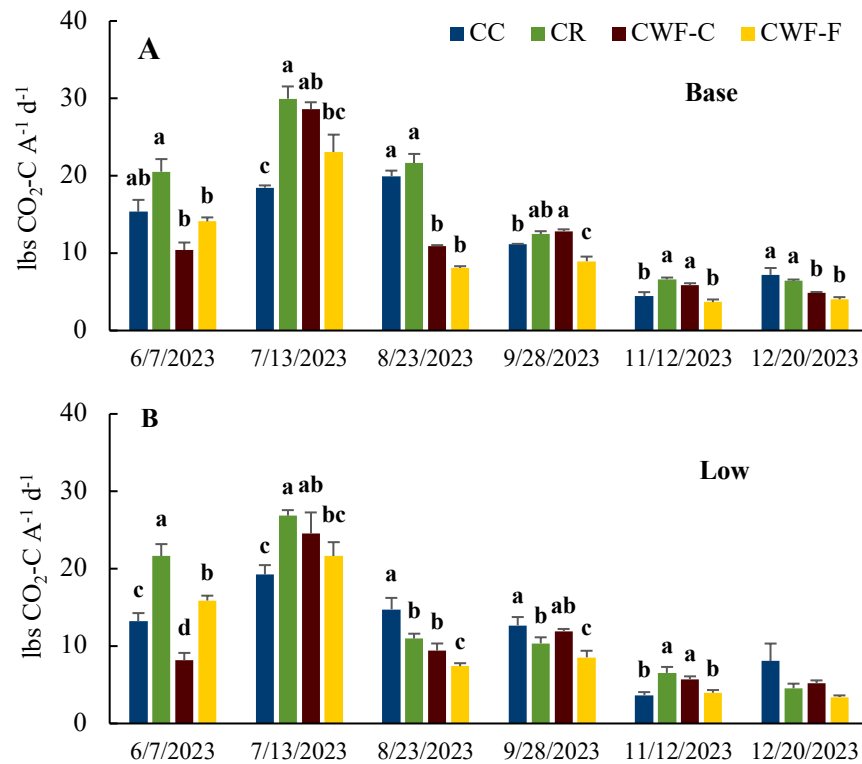 40
A
CC CR CWF-C CWF-F
Base
lbs CO₂-C A⁻¹ d⁻¹
30
20
10
0
ab a b b
c a ab bc
a a b b
b ab a c
b a a b
a a b b
6/7/2023 7/13/2023 8/23/2023 9/28/2023 11/12/2023 12/20/2023
40
B
Low
lbs CO₂-C A⁻¹ d⁻¹
30
20
10
0
c a d b
c a ab bc
a b b c
a b ab c
b a a b
6/7/2023 7/13/2023 8/23/2023 9/28/2023 11/12/2023 12/20/2023